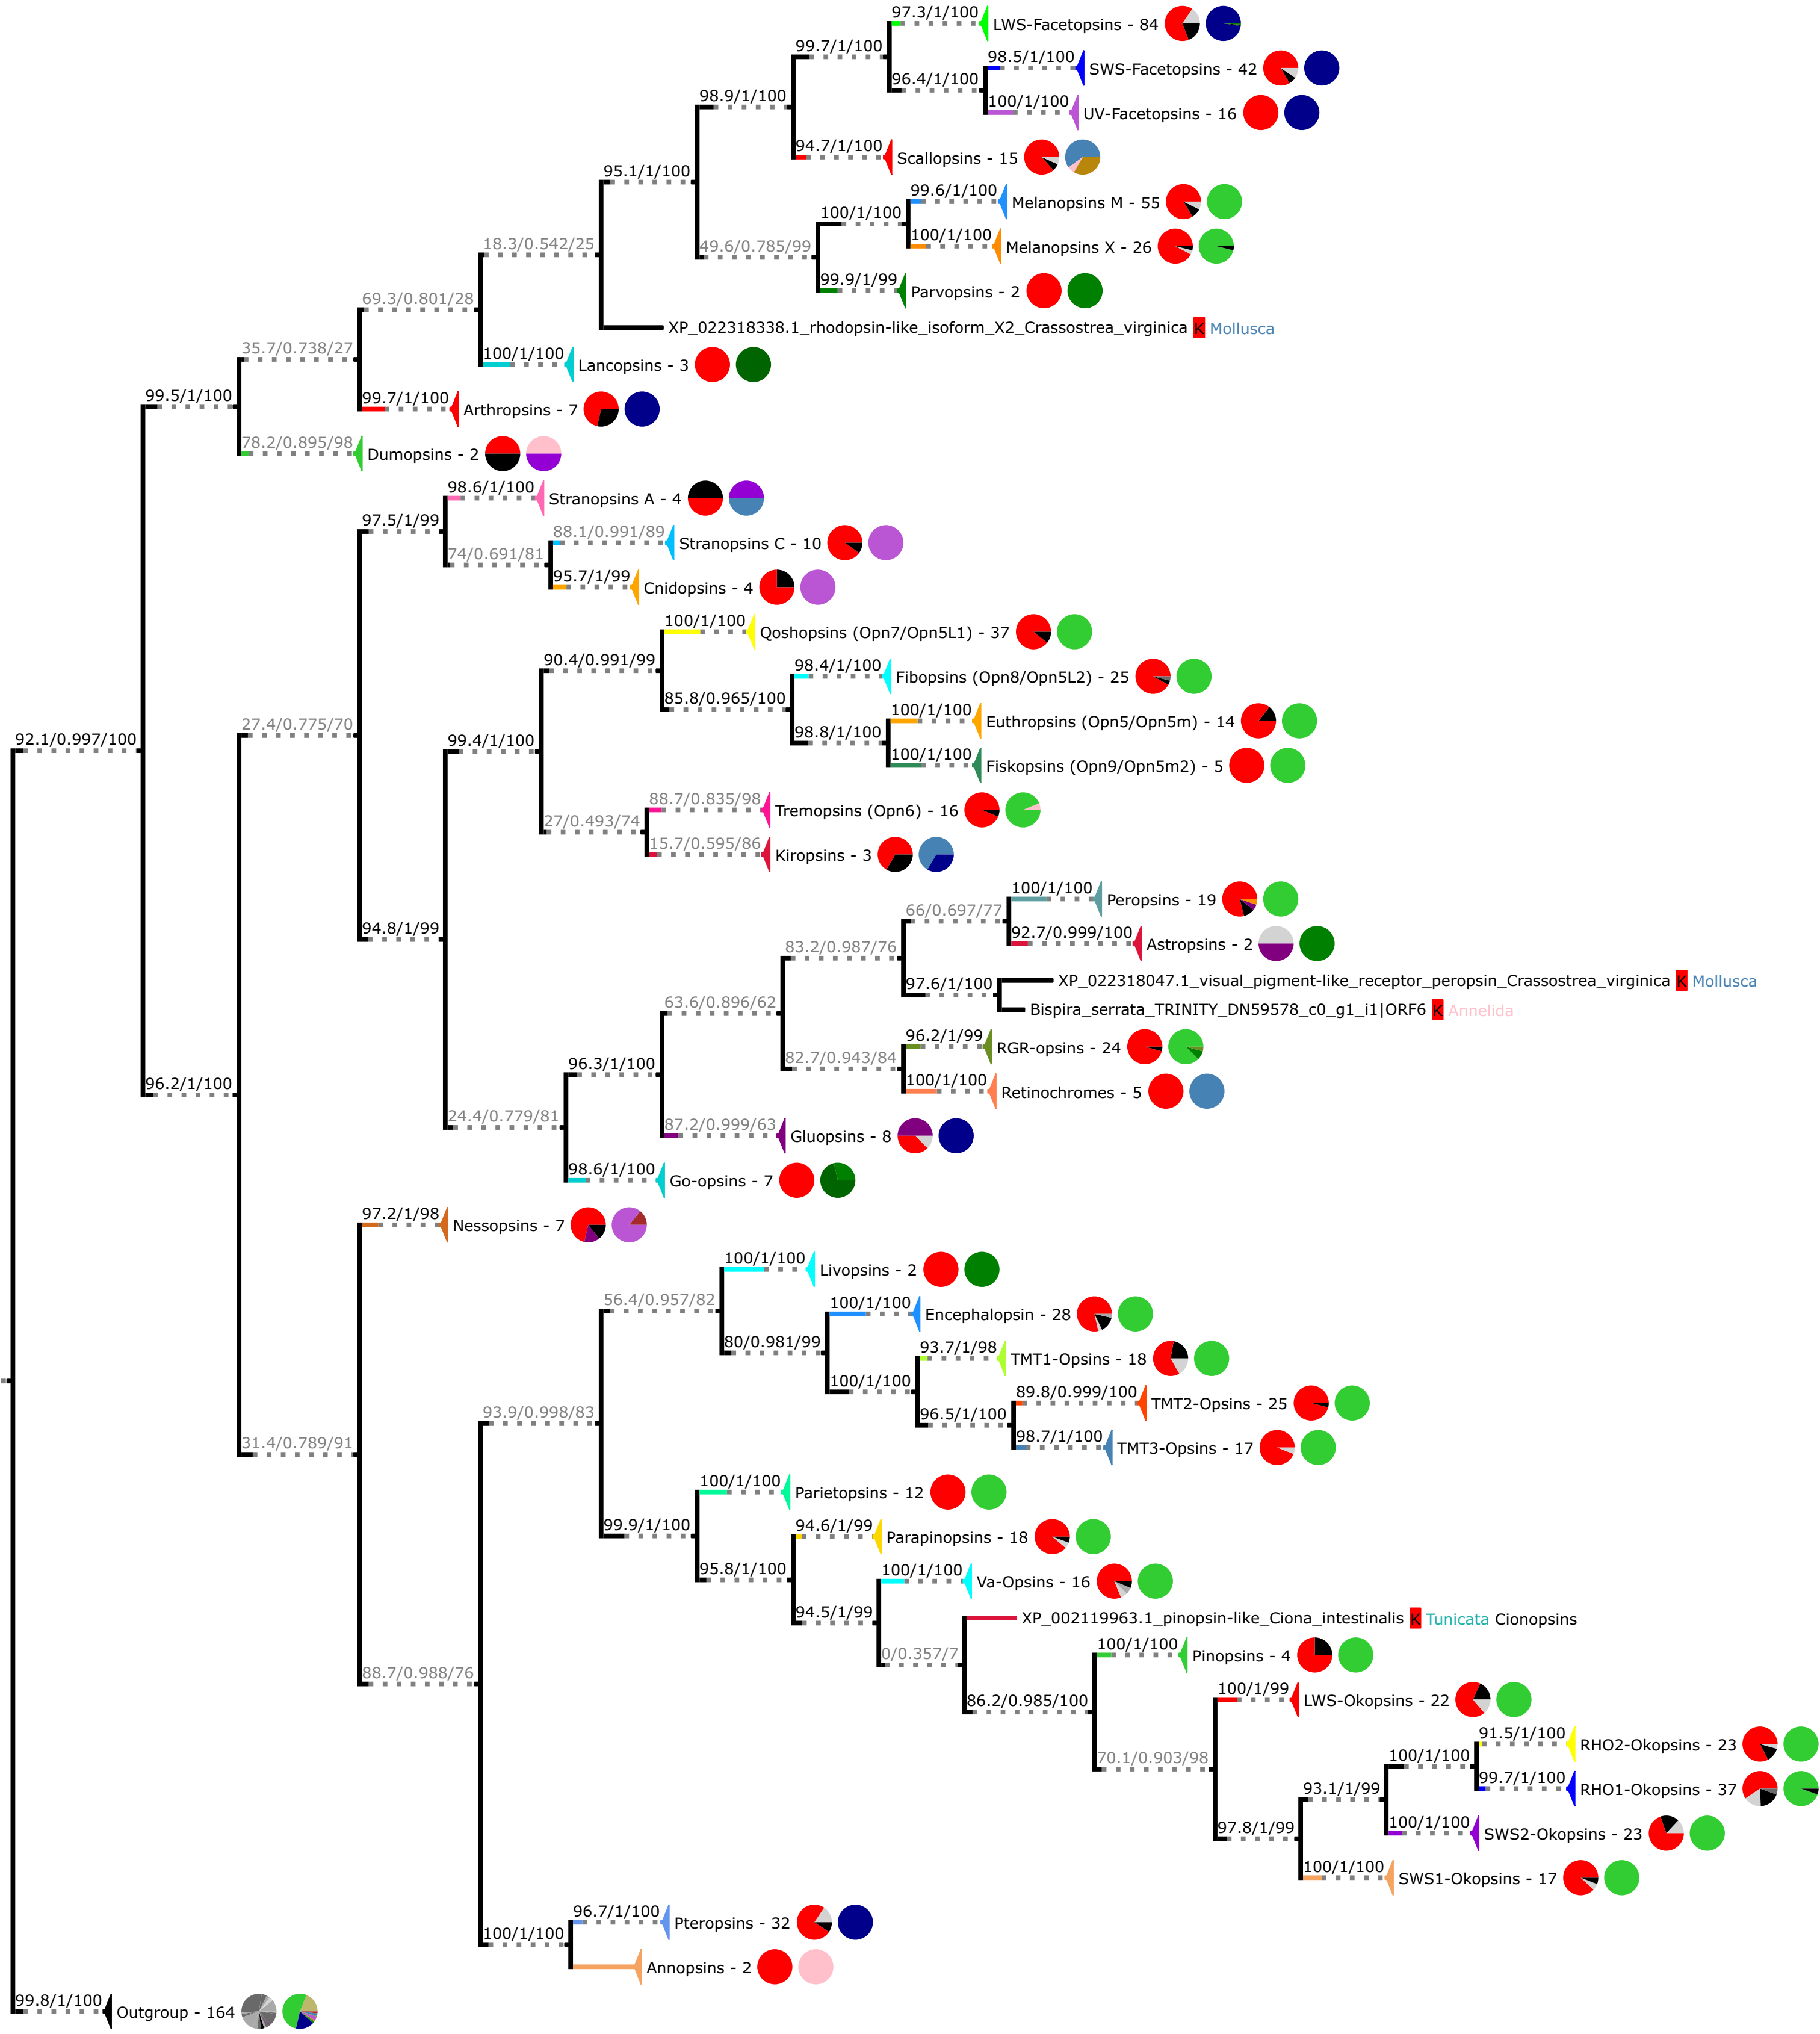 97.3/1/100
LWS-Facetopsins - 84
99.7/1/100
98.5/1/100
SWS-Facetopsins - 42
96.4/1/100
98.9/1/100
100/1/100
UV-Facetopsins - 16
94.7/1/100
Scallopsins - 15
95.1/1/100
99.6/1/100
Melanopsins M - 55
100/1/100
100/1/100
Melanopsins X - 26
18.3/0.542/25
49.6/0.785/99
99.9/1/99
Parvopsins - 2
69.3/0.801/28
XP_022318338.1_rhodopsin-like_isoform_X2_Crassostrea_virginica K Mollusca
35.7/0.738/27
100/1/100
Lancopsins - 3
99.5/1/100
99.7/1/100
Arthropsins - 7
78.2/0.895/98
Dumopsins - 2
98.6/1/100
Stranopsins A - 4
97.5/1/99
88.1/0.991/89
Stranopsins C - 10
74/0.691/81
95.7/1/99
Cnidopsins - 4
100/1/100
Qoshopsins (Opn7/Opn5L1) - 37
90.4/0.991/99
98.4/1/100
Fibopsins (Opn8/Opn5L2) - 25
85.8/0.965/100
100/1/100
Euthropsins (Opn5/Opn5m) - 14
27.4/0.775/70
98.8/1/100
92.1/0.997/100
99.4/1/100
100/1/100
Fiskopsins (Opn9/Opn5m2) - 5
88.7/0.835/98
Tremopsins (Opn6) - 16
27/0.493/74
15.7/0.595/86
Kiropsins - 3
100/1/100
Peropsins - 19
66/0.697/77
94.8/1/99
92.7/0.999/100
Astropsins - 2
83.2/0.987/76
97.6/1/100
XP_022318047.1_visual_pigment-like_receptor_peropsin_Crassostrea_virginica K Mollusca
63.6/0.896/62
Bispira_serrata_TRINITY_DN59578_c0_g1_i1|ORF6 K Annelida
96.2/1/99
RGR-opsins - 24
82.7/0.943/84
96.3/1/100
96.2/1/100
100/1/100
Retinochromes - 5
24.4/0.779/81
87.2/0.999/63
Gluopsins - 8
98.6/1/100
Go-opsins - 7
97.2/1/98
Nessopsins - 7
100/1/100
Livopsins - 2
56.4/0.957/82
100/1/100
Encephalopsin - 28
80/0.981/99
93.7/1/98
TMT1-Opsins - 18
100/1/100
89.8/0.999/100
TMT2-Opsins - 25
93.9/0.998/83
96.5/1/100
31.4/0.789/91
98.7/1/100
TMT3-Opsins - 17
100/1/100
Parietopsins - 12
99.9/1/100
94.6/1/99
Parapinopsins - 18
95.8/1/100
100/1/100
Va-Opsins - 16
94.5/1/99
XP_002119963.1_pinopsin-like_Ciona_intestinalis K Tunicata Cionopsins
0/0.357/7
100/1/100
Pinopsins - 4
88.7/0.988/76
100/1/99
LWS-Okopsins - 22
86.2/0.985/100
91.5/1/100
RHO2-Okopsins - 23
70.1/0.903/98
100/1/100
99.7/1/100
RHO1-Okopsins - 37
93.1/1/99
97.8/1/99
100/1/100
SWS2-Okopsins - 23
100/1/100
SWS1-Okopsins - 17
96.7/1/100
Pteropsins - 32
100/1/100
Annopsins - 2
99.8/1/100
Outgroup - 164